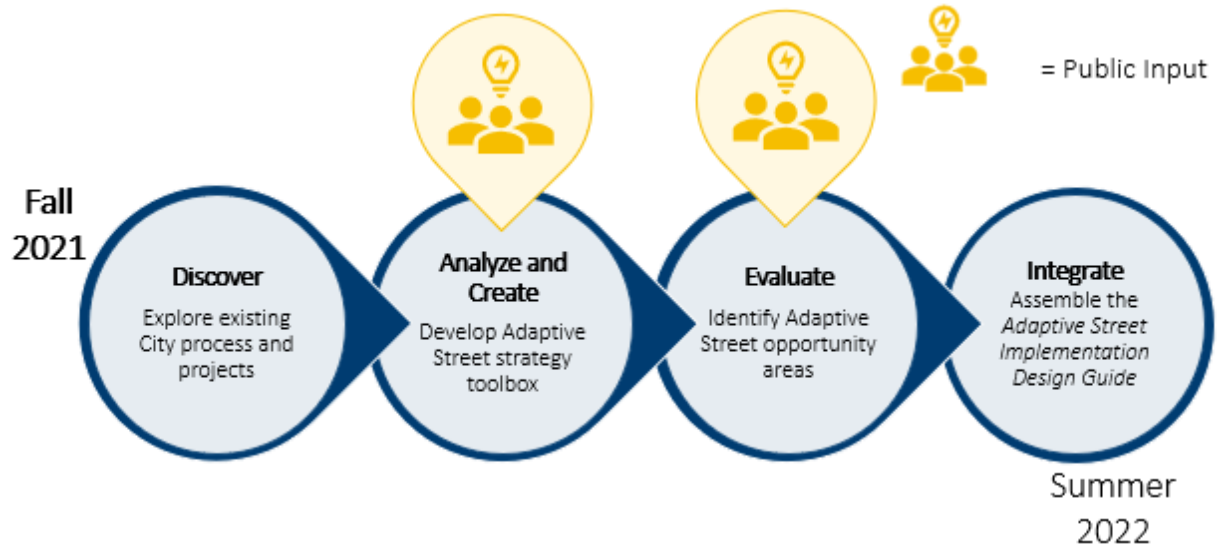 = Public Input
Fall
2021
Discover
Explore existing
City process and
projects
Analyze and
Create
Develop Adaptive
Street strategy
toolbox
Evaluate
Identify Adaptive
Street opportunity
areas
Integrate
Assemble the
Adaptive Street
Implementation
Design Guide
Summer
2022